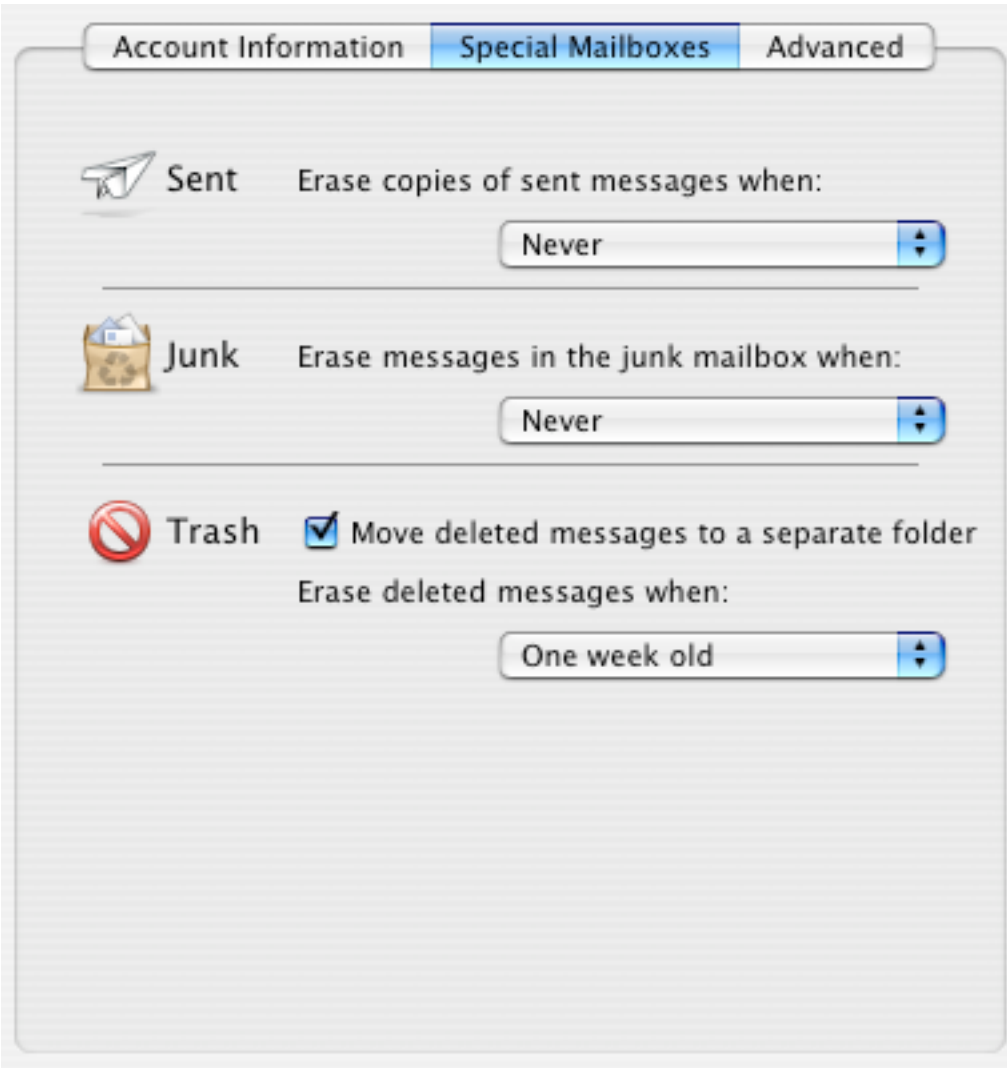 Account Information Special Mailboxes Advanced
Sent Erase copies of sent messages when:
Never
Junk Erase messages in the junk mailbox when:
Never
Trash Move deleted messages to a separate folder
Erase deleted messages when:
One week old